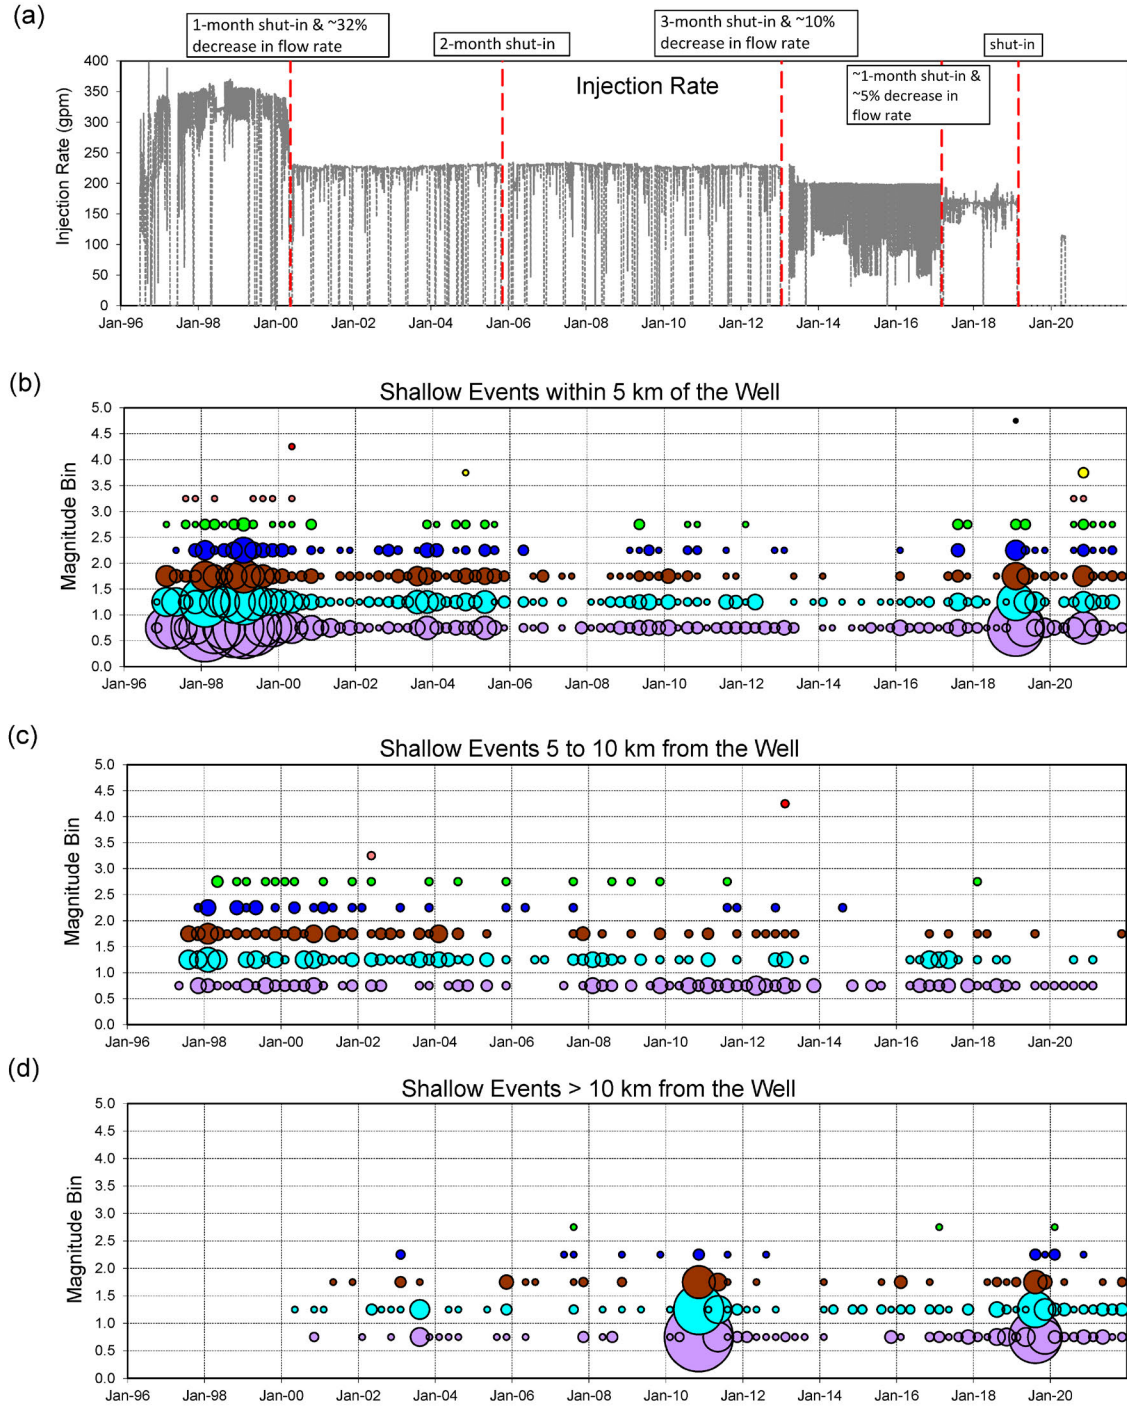 (a)
1-month shut-in & ~32%
decrease in flow rate
2-month shut-in
3-month shut-in & ~10%
decrease in flow rate
shut-in
~1-month shut-in &
~5% decrease in
flow rate
Injection Rate
Injection Rate (gpm)
400
350
300
250
200
150
100
50
0
Jan-96 Jan-98 Jan-00 Jan-02 Jan-04 Jan-06 Jan-08 Jan-10 Jan-12 Jan-14 Jan-16 Jan-18 Jan-20
(b)
Shallow Events within 5 km of the Well
Magnitude Bin
5.0
4.5
4.0
3.5
3.0
2.5
2.0
1.5
1.0
0.5
0.0
Jan-96 Jan-98 Jan-00 Jan-02 Jan-04 Jan-06 Jan-08 Jan-10 Jan-12 Jan-14 Jan-16 Jan-18 Jan-20
(c)
Shallow Events 5 to 10 km from the Well
Magnitude Bin
5.0
4.5
4.0
3.5
3.0
2.5
2.0
1.5
1.0
0.5
0.0
Jan-96 Jan-98 Jan-00 Jan-02 Jan-04 Jan-06 Jan-08 Jan-10 Jan-12 Jan-14 Jan-16 Jan-18 Jan-20
(d)
Shallow Events > 10 km from the Well
Magnitude Bin
5.0
4.5
4.0
3.5
3.0
2.5
2.0
1.5
1.0
0.5
0.0
Jan-96 Jan-98 Jan-00 Jan-02 Jan-04 Jan-06 Jan-08 Jan-10 Jan-12 Jan-14 Jan-16 Jan-18 Jan-20